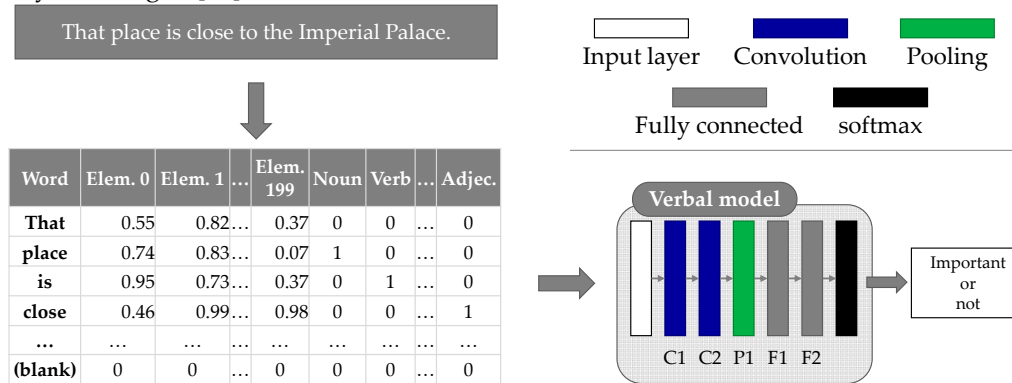 That place is close to the Imperial Palace.
Input layer Convolution Pooling
Fully connected softmax
Word Elem. 0 Elem. 1 … Elem. 199 Noun Verb … Adjec.
That 0.55 0.82 … 0.37 0 0 … 0
place 0.74 0.83 … 0.07 1 0 … 0
is 0.95 0.73 … 0.37 0 1 … 0
close 0.46 0.99 … 0.98 0 0 … 1
… … … … … … … … …
(blank) 0 0 … 0 0 0 … 0
Verbal model
C1 C2 P1 F1 F2
Important
or
not